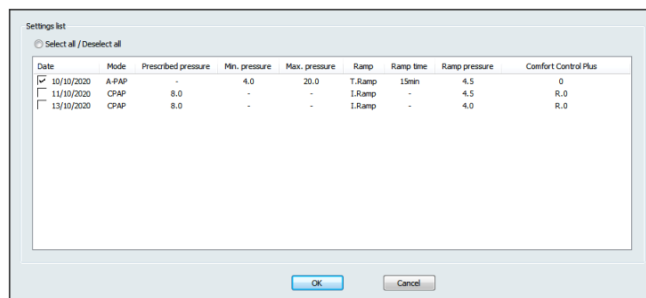 Settings list
Select all / Deselect all
Date Mode Prescribed pressure Min. pressure Max. pressure Ramp Ramp time Ramp pressure Comfort Control Plus
10/10/2020 A-PAP - 4.0 20.0 T.Ramp 15min 4.5 0
11/10/2020 CPAP 8.0 - - I.Ramp - 4.5 R.0
13/10/2020 CPAP 8.0 - - I.Ramp - 4.0 R.0
OK Cancel